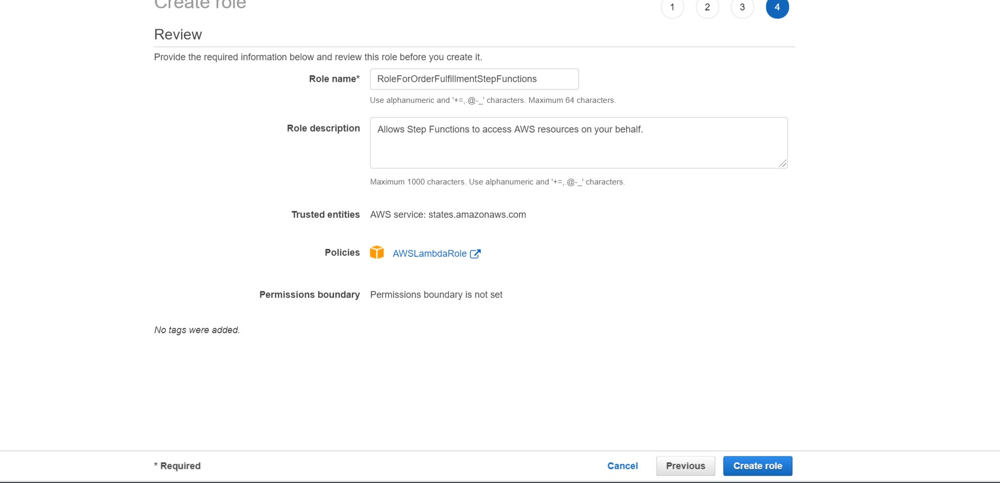 Create role
1 2 3 4
Review
Provide the required information below and review this role before you create it.
Role name* RoleForOrderFulfillmentStepFunctions
Use alphanumeric and '+=,.@-_' characters. Maximum 64 characters.
Role description Allows Step Functions to access AWS resources on your behalf.
Maximum 1000 characters. Use alphanumeric and '+=,.@-_' characters.
Trusted entities AWS service: states.amazonaws.com
Policies AWSLambdaRole
Permissions boundary Permissions boundary is not set
No tags were added.
* Required Cancel Previous Create role